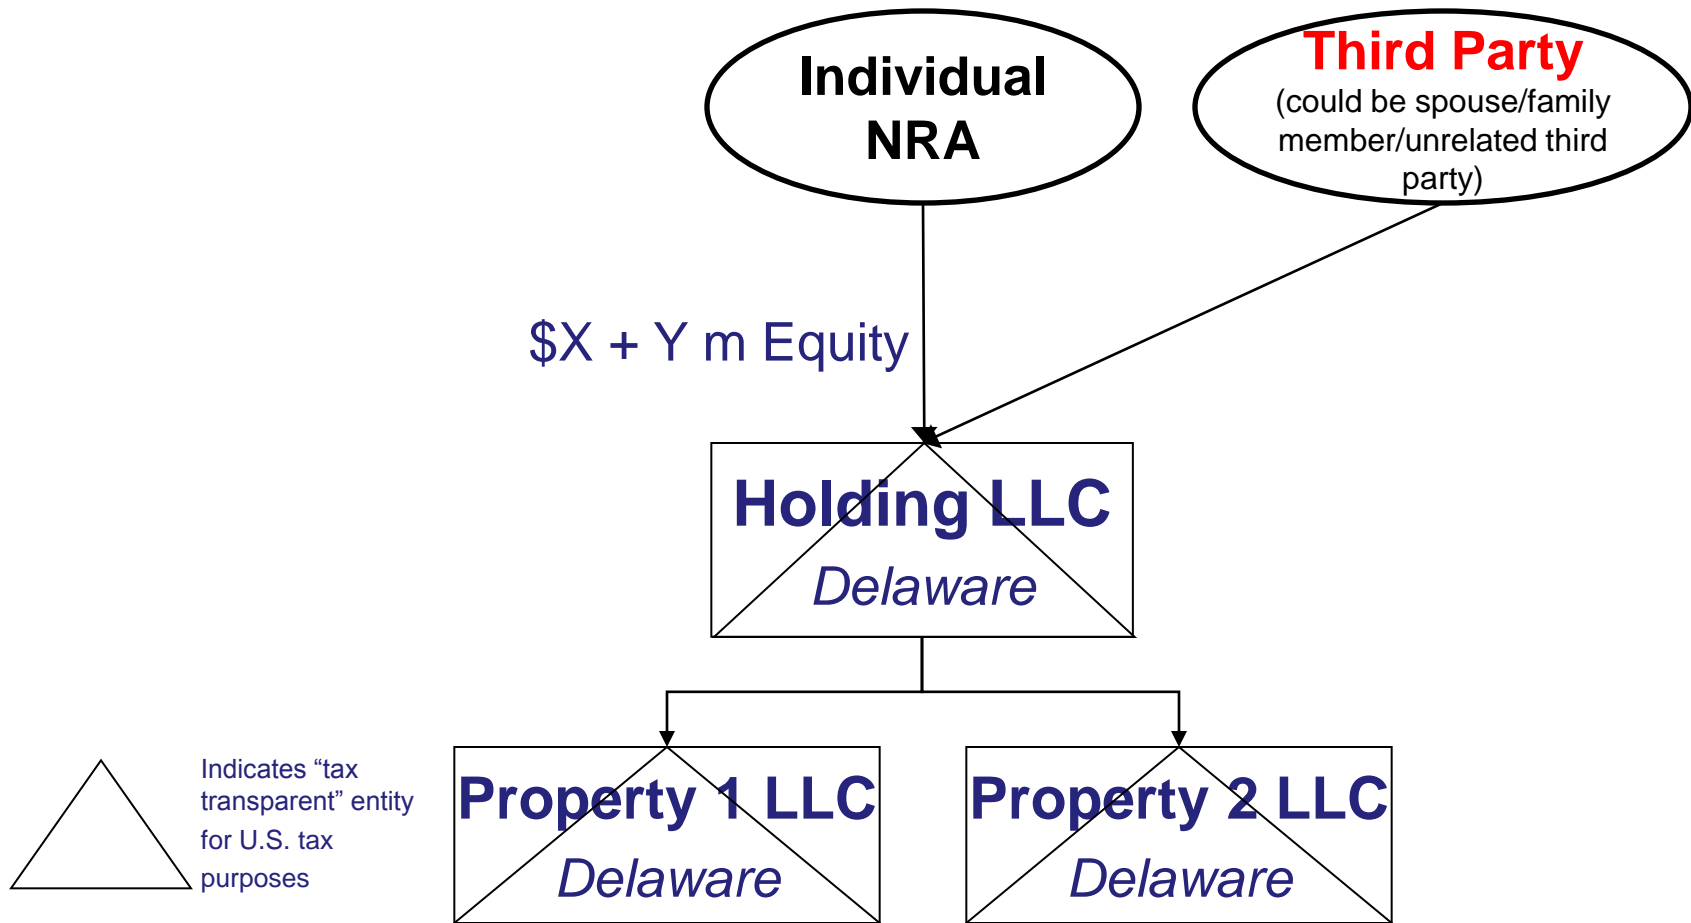 Individual
NRA
Third Party
(could be spouse/family
member/unrelated third
party)
$X + Y m Equity
Holding LLC
Delaware
Indicates “tax
transparent” entity
for U.S. tax
purposes
Property 1 LLC
Delaware
Property 2 LLC
Delaware